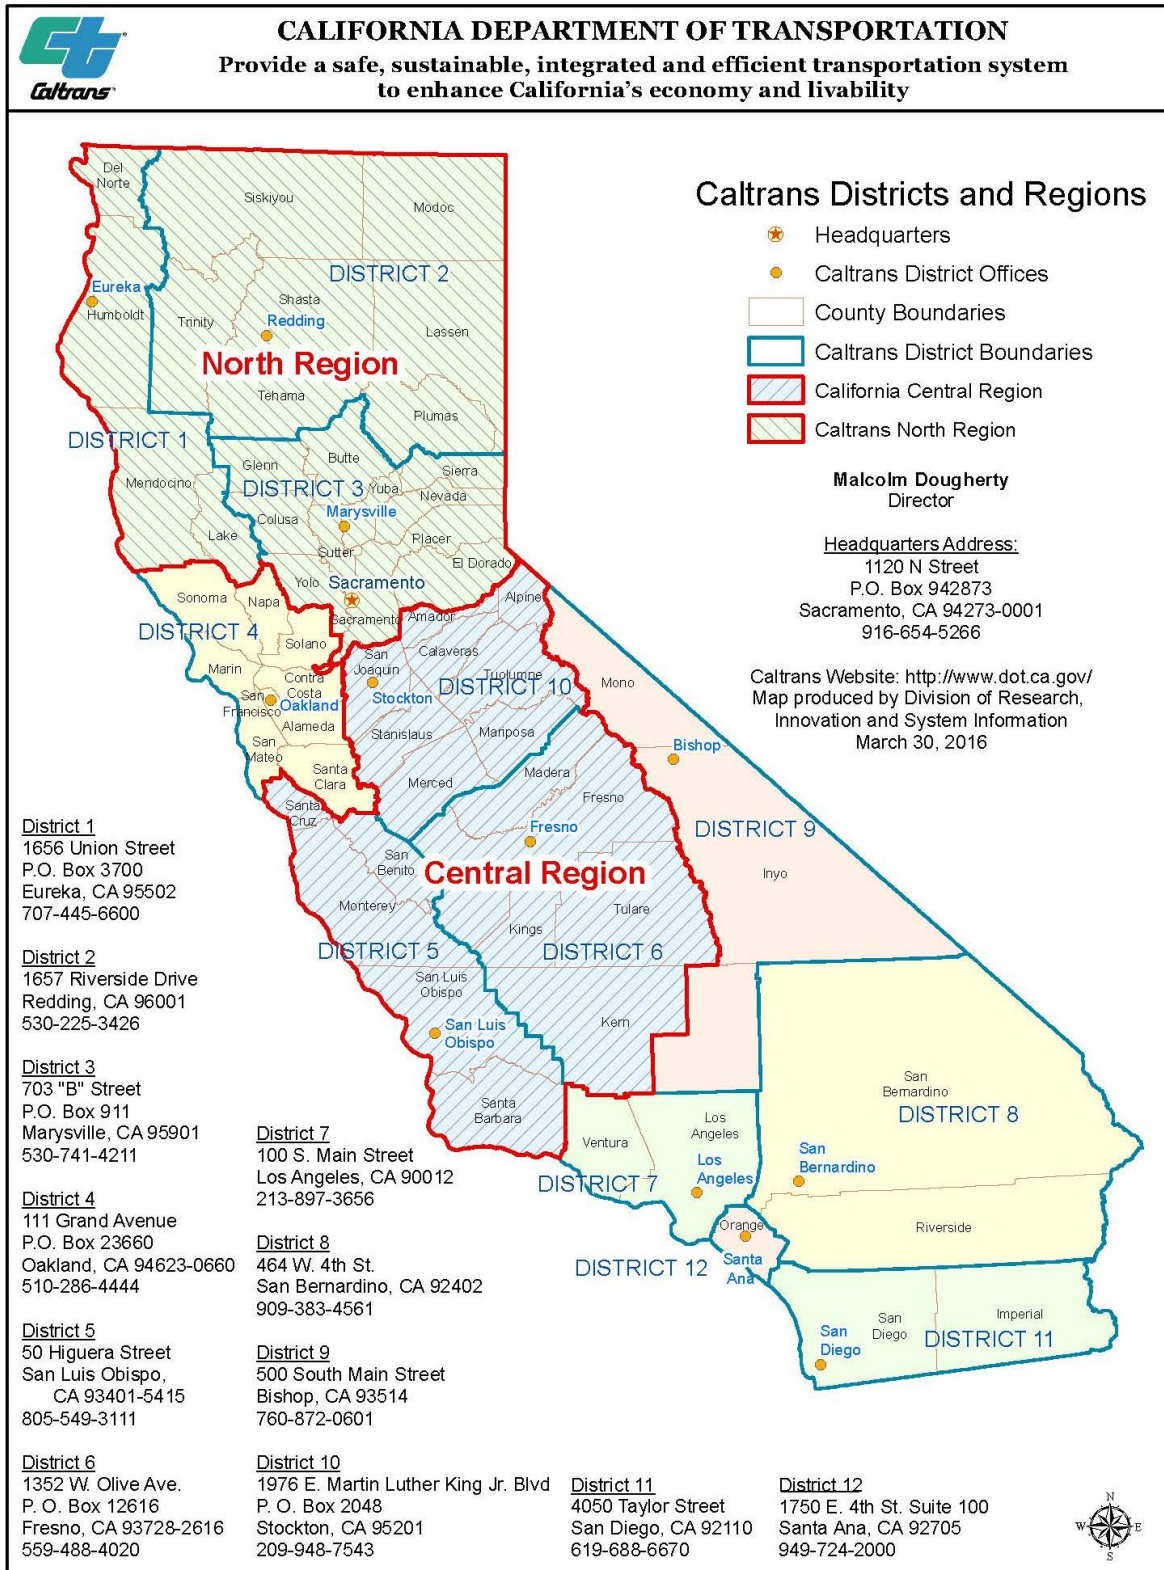 Caltrans
CALIFORNIA DEPARTMENT OF TRANSPORTATION
Provide a safe, sustainable, integrated and efficient transportation system
to enhance California's economy and livability
Caltrans Districts and Regions
Headquarters
Caltrans District Offices
County Boundaries
Caltrans District Boundaries
California Central Region
Caltrans North Region
Malcolm Dougherty
Director
Headquarters Address:
1120 N Street
P.O. Box 942873
Sacramento, CA 94273-0001
916-654-5266
Caltrans Website: http://www.dot.ca.gov/
Map produced by Division of Research,
Innovation and System Information
March 30, 2016
Del
Norte
Siskiyou
Modoc
DISTRICT 2
Eureka
Humboldt
Shasta
Trinity
Redding
Lassen
North Region
Tehama
Plumas
DISTRICT 1
Mendocino
Glenn
Butte
Sierra
DISTRICT 3
Yuba
Nevada
Colusa
Marysville
Lake
Sutter
Placer
El Dorado
Yolo
Sacramento
Sacramento
Sonoma
Napa
DISTRICT 4
Solano
Marin
Contra
Costa
San
Francisco
Oakland
Alameda
San
Mateo
Santa
Clara
Alpine
Amador
Calaveras
San
Joaquin
Tuolumne
DISTRICT 10
Stockton
Stanislaus
Mariposa
Merced
Mono
Bishop
Madera
Fresno
Fresno
DISTRICT 9
Inyo
Santa
Cruz
San
Benito
Central Region
Monterey
Tulare
Kings
DISTRICT 5
DISTRICT 6
San Luis
Obispo
San Luis
Obispo
Kern
Santa
Barbara
San
Bernardino
DISTRICT 8
Ventura
Los
Angeles
Los
Angeles
San
Bernardino
DISTRICT 7
Orange
Riverside
DISTRICT 12
Santa
Ana
San
Diego
Imperial
San
Diego
DISTRICT 11
District 1
1656 Union Street
P.O. Box 3700
Eureka, CA 95502
707-445-6600
District 2
1657 Riverside Drive
Redding, CA 96001
530-225-3426
District 3
703 "B" Street
P.O. Box 911
Marysville, CA 95901
530-741-4211
District 4
111 Grand Avenue
P.O. Box 23660
Oakland, CA 94623-0660
510-286-4444
District 5
50 Higuera Street
San Luis Obispo,
CA 93401-5415
805-549-3111
District 6
1352 W. Olive Ave.
P. O. Box 12616
Fresno, CA 93728-2616
559-488-4020
District 7
100 S. Main Street
Los Angeles, CA 90012
213-897-3656
District 8
464 W. 4th St.
San Bernardino, CA 92402
909-383-4561
District 9
500 South Main Street
Bishop, CA 93514
760-872-0601
District 10
1976 E. Martin Luther King Jr. Blvd
P. O. Box 2048
Stockton, CA 95201
209-948-7543
District 11
4050 Taylor Street
San Diego, CA 92110
619-688-6670
District 12
1750 E. 4th St. Suite 100
Santa Ana, CA 92705
949-724-2000
N
W
E
S